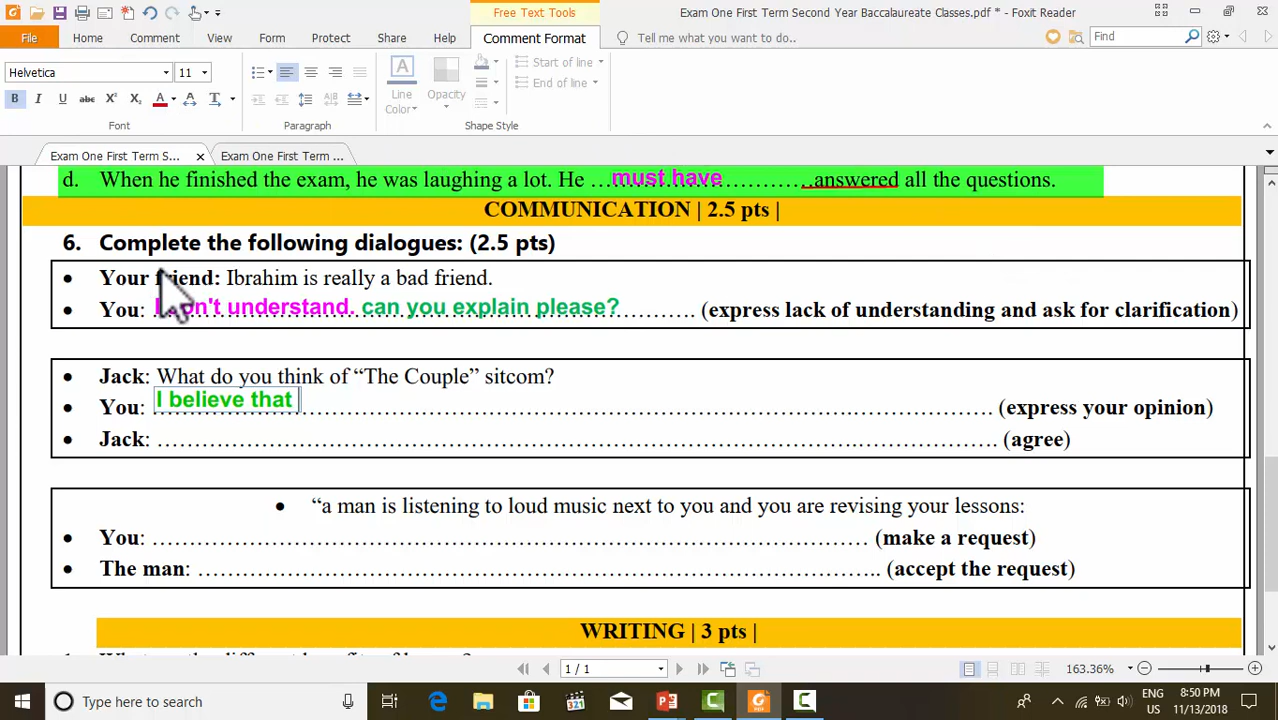 Free Text Tools
Exam One First Term Second Year Baccalaureate Classes.pdf * - Foxit Reader
File Home Comment View Form Protect Share Help Comment Format Tell me what you want to do.. Find
Helvetica 11 Start of line
B I U abc X² X₂ A A T Line Color Opacity End of line
Font Paragraph Shape Style
Exam One First Term S... Exam One First Term ...
d. When he finished the exam, he was laughing a lot. He …must have…………..answered all the questions.
COMMUNICATION | 2.5 pts |
6. Complete the following dialogues: (2.5 pts)
• Your friend: Ibrahim is really a bad friend.
• You: I don't understand. can you explain please? ………. (express lack of understanding and ask for clarification)
• Jack: What do you think of “The Couple” sitcom?
• You: I believe that ……………………………………………………………. (express your opinion)
• Jack: ……………………………………………………………………………. (agree)
• “a man is listening to loud music next to you and you are revising your lessons:
• You: ………………………………………………………………… (make a request)
• The man: ………………………………………………………….. (accept the request)
WRITING | 3 pts |
1 / 1 163.36%
Type here to search 321 PDF ENG US 8:50 PM 11/13/2018